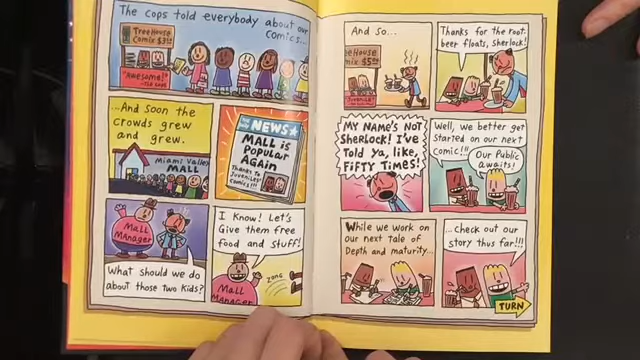 The cops told everybody about our
comics...
TreeHouse
Comix $3.00
"Awesome!"
...And soon the
crowds grew
and grew.
Miami Valley
MALL
NEWS
MALL is
Popular
AGAIN
Thanks to
Juveniles'
Comics!!!
Mall
MAnager
What should we do
about those two kids?
I Know! Let's
Give them free
food and stuff!
ZONG
Mall
MAnager
And So...
Thanks for the root-
beer floats, Sherlock!
MY NAME'S NOT
SHerLock! I've
Told Ya, Like,
FiFTY Times!
Well, we better get
started on our next
comic!!!
Our Public
awaits!
While we work on
our next tale of
Depth and maturity...
...check out our
story thus far!!!
TURN